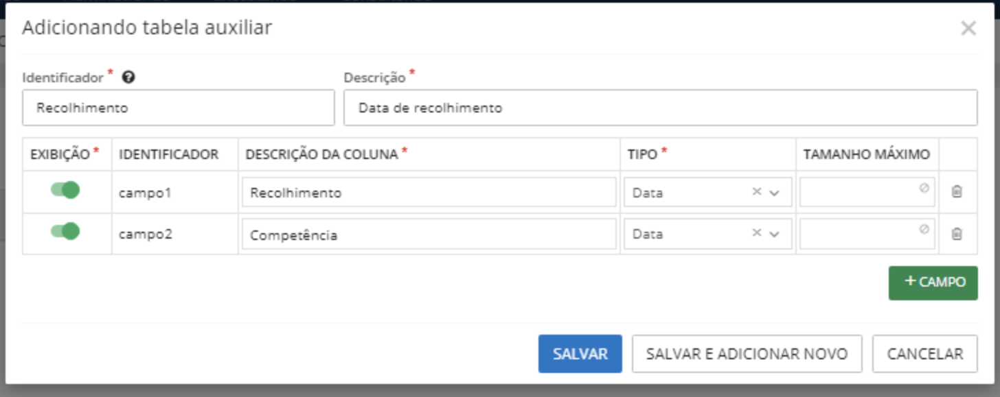 Adicionando tabela auxiliar
Identificador * Descrição *
Recolhimento Data de recolhimento
EXIBIÇÃO * IDENTIFICADOR DESCRIÇÃO DA COLUNA * TIPO * TAMANHO MÁXIMO
campo1 Recolhimento Data
campo2 Competência Data
+ CAMPO
SALVAR SALVAR E ADICIONAR NOVO CANCELAR